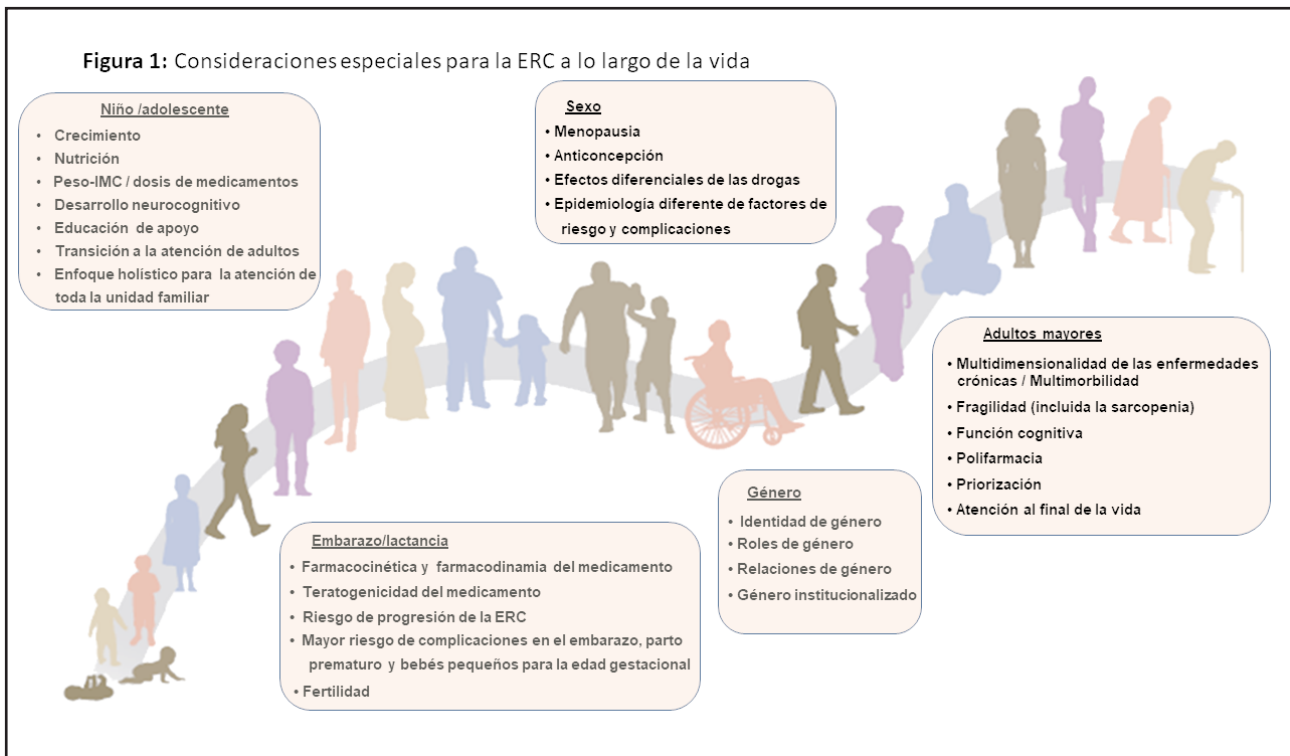 Figura 1: Consideraciones especiales para la ERC a lo largo de la vida
Niño /adolescente
• Crecimiento
• Nutrición
• Peso-IMC / dosis de medicamentos
• Desarrollo neurocognitivo
• Educación de apoyo
• Transición a la atención de adultos
• Enfoque holístico para la atención de
toda la unidad familiar
Sexo
• Menopausia
• Anticoncepción
• Efectos diferenciales de las drogas
• Epidemiología diferente de factores de
riesgo y complicaciones
Adultos mayores
• Multidimensionalidad de las enfermedades
crónicas / Multimorbilidad
• Fragilidad (incluida la sarcopenia)
• Función cognitiva
• Polifarmacia
• Priorización
• Atención al final de la vida
Género
• Identidad de género
• Roles de género
• Relaciones de género
• Género institucionalizado
Embarazo/lactancia
• Farmacocinética y farmacodinamia del medicamento
• Teratogenicidad del medicamento
• Riesgo de progresión de la ERC
• Mayor riesgo de complicaciones en el embarazo, parto
prematuro y bebés pequeños para la edad gestacional
• Fertilidad